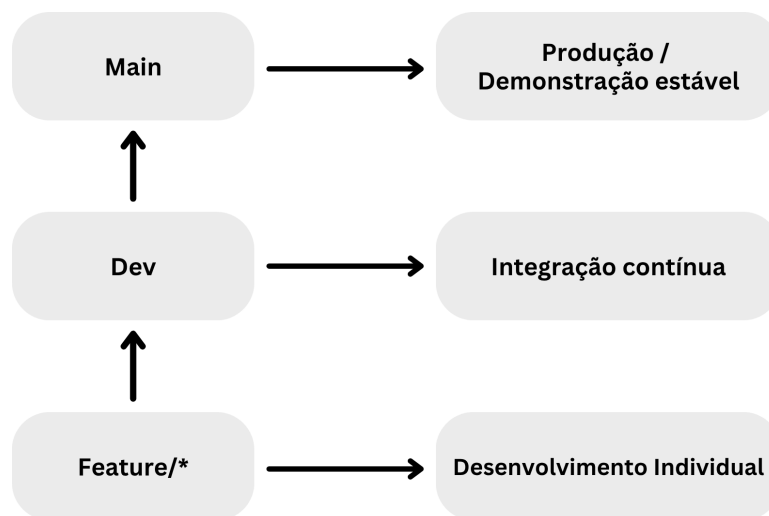 Main
Produção /
Demonstração estável
Dev
Integração contínua
Feature/*
Desenvolvimento Individual